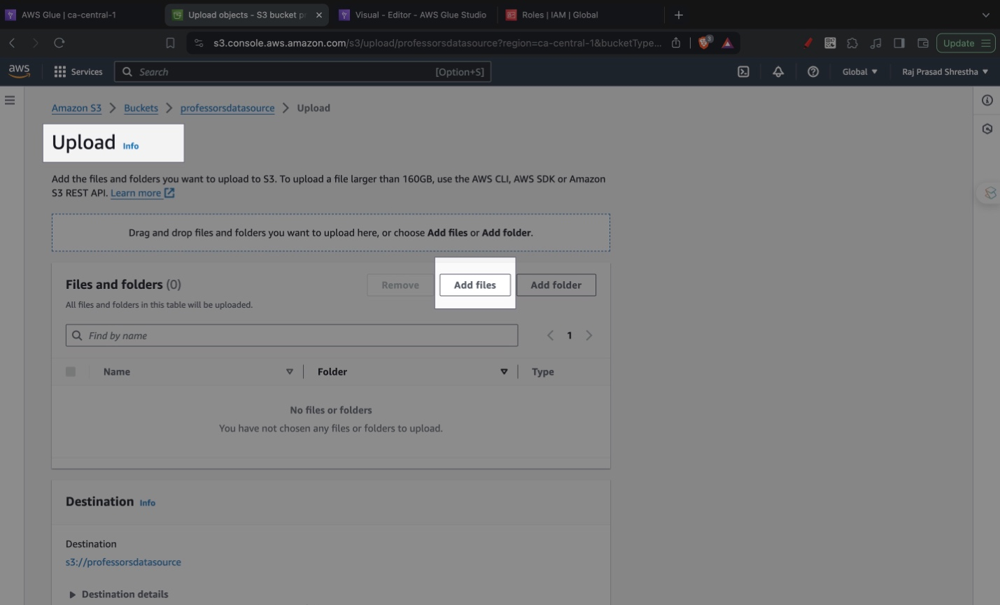 AWS Glue | ca-central-1
Upload objects - S3 bucket pr
Visual - Editor - AWS Glue Studio
Roles | IAM | Global
s3.console.aws.amazon.com/s3/upload/professorsdatasource?region=ca-central-1&bucketType...
3
Update
aws
Services
Search
[Option+S]
Global
Raj Prasad Shrestha
Amazon S3
Buckets
professorsdatasource
Upload
Upload Info
Add the files and folders you want to upload to S3. To upload a file larger than 160GB, use the AWS CLI, AWS SDK or Amazon
S3 REST API. Learn more
Drag and drop files and folders you want to upload here, or choose Add files or Add folder.
Files and folders (0)
Remove
Add files
Add folder
All files and folders in this table will be uploaded.
Find by name
1
Name
Folder
Type
No files or folders
You have not chosen any files or folders to upload.
Destination Info
Destination
s3://professorsdatasource
Destination details